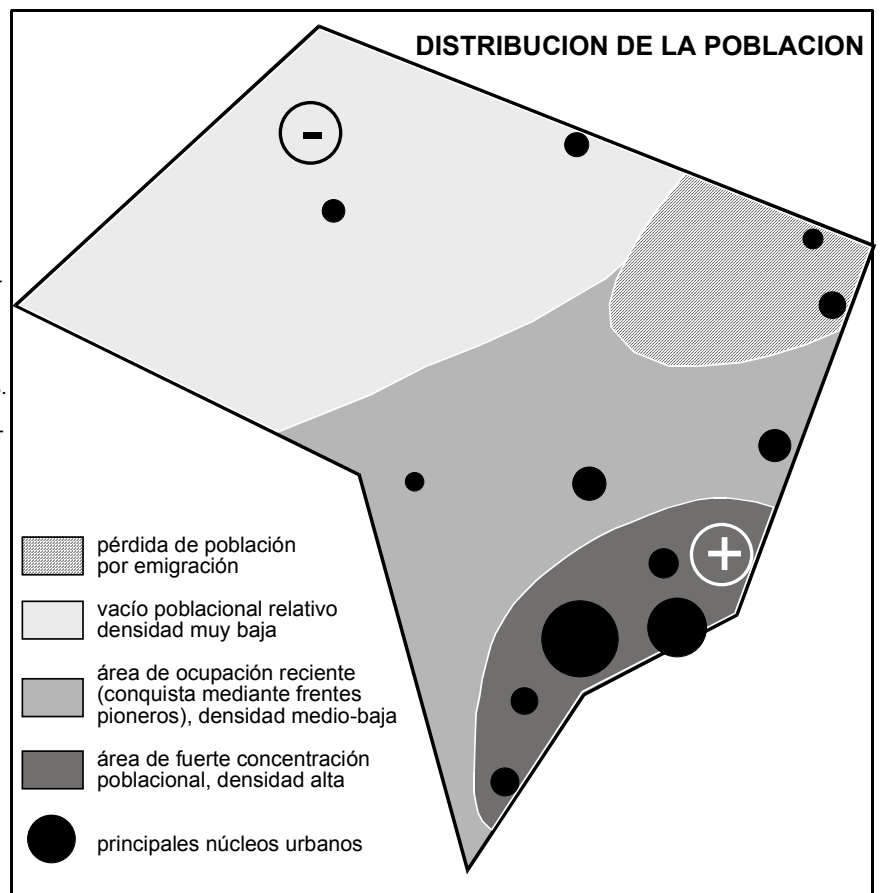 DISTRIBUCION DE LA POBLACION
-
+
pérdida de población
por emigración
vacío poblacional relativo
densidad muy baja
área de ocupación reciente
(conquista mediante frentes
pioneros), densidad medio-baja
área de fuerte concentración
poblacional, densidad alta
principales núcleos urbanos